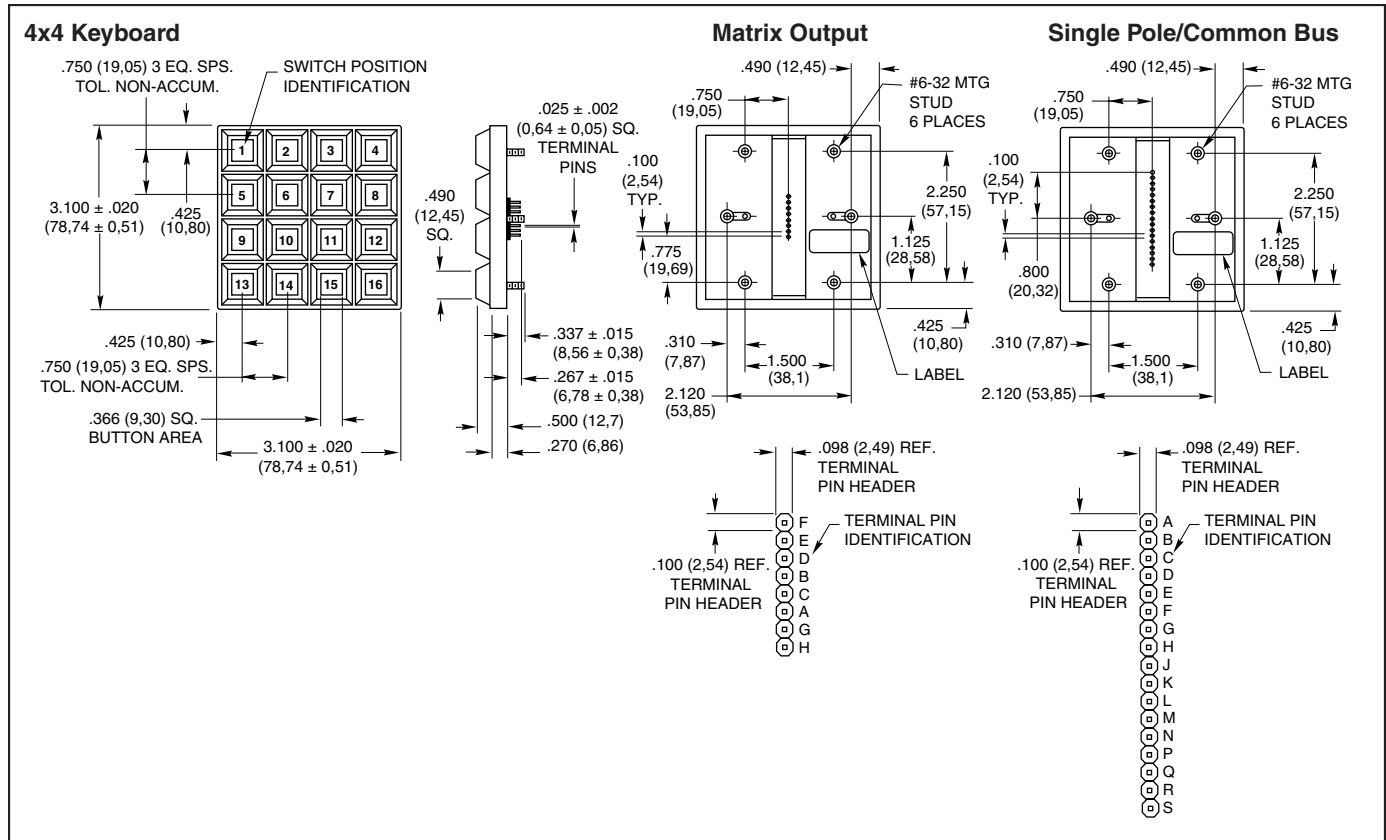 4x4 Keyboard
.750 (19,05) 3 EQ. SPS.
TOL. NON-ACCUM.
SWITCH POSITION
IDENTIFICATION
1 2 3 4
5 6 7 8
9 10 11 12
13 14 15 16
3.100 ± .020
(78,74 ± 0,51)
.425
(10,80)
.425 (10,80)
.750 (19,05) 3 EQ. SPS.
TOL. NON-ACCUM.
.366 (9,30) SQ.
BUTTON AREA
3.100 ± .020
(78,74 ± 0,51)
.025 ± .002
(0,64 ± 0,05) SQ.
TERMINAL
PINS
.490
(12,45)
SQ.
.337 ± .015
(8,56 ± 0,38)
.267 ± .015
(6,78 ± 0,38)
.500 (12,7)
.270 (6,86)
Matrix Output
.490 (12,45)
.750
(19,05)
#6-32 MTG
STUD
6 PLACES
.100
(2,54)
TYP.
2.250
(57,15)
1.125
(28,58)
.775
(19,69)
.425
(10,80)
.310
(7,87)
1.500
(38,1)
LABEL
2.120
(53,85)
.098 (2,49) REF.
TERMINAL
PIN HEADER
TERMINAL PIN
IDENTIFICATION
.100 (2,54) REF.
TERMINAL
PIN HEADER
F
E
D
B
C
A
G
H
Single Pole/Common Bus
.490 (12,45)
.750
(19,05)
#6-32 MTG
STUD
6 PLACES
.100
(2,54)
TYP.
2.250
(57,15)
1.125
(28,58)
.800
(20,32)
.425
(10,80)
.310 (7,87)
1.500
(38,1)
LABEL
2.120 (53,85)
.098 (2,49) REF.
TERMINAL
PIN HEADER
TERMINAL PIN
IDENTIFICATION
.100 (2,54) REF.
TERMINAL
PIN HEADER
A
B
C
D
E
F
G
H
J
K
L
M
N
P
Q
R
S